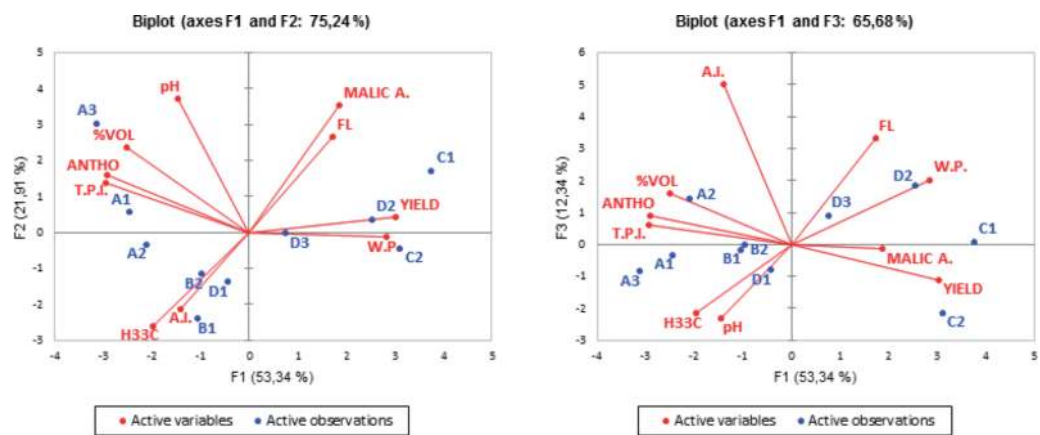 Biplot (axes F1 and F2: 75,24 %)
5
4
3
2
1
0
-1
-2
-3
F2 (21,91 %)
pH
MALIC A.
A3
%VOL
FL
ANTHO
T.P.I.
A1
C1
YIELD
D2
D3
W.P.
C2
A2
B2
D1
A.I.
H33C
B1
-4 -3 -2 -1 0 1 2 3 4 5
F1 (53,34 %)
Active variables Active observations
Biplot (axes F1 and F3: 65,68 %)
6
5
4
3
2
1
0
-1
-2
-3
F3 (12,34 %)
A.I.
FL
D2
W.P.
%VOL
A2
D3
ANTHO
T.P.I.
C1
A1
B1 B2
MALIC A.
A3
D1
YIELD
H33C
pH
C2
-4 -3 -2 -1 0 1 2 3 4 5
F1 (53,34 %)
Active variables Active observations